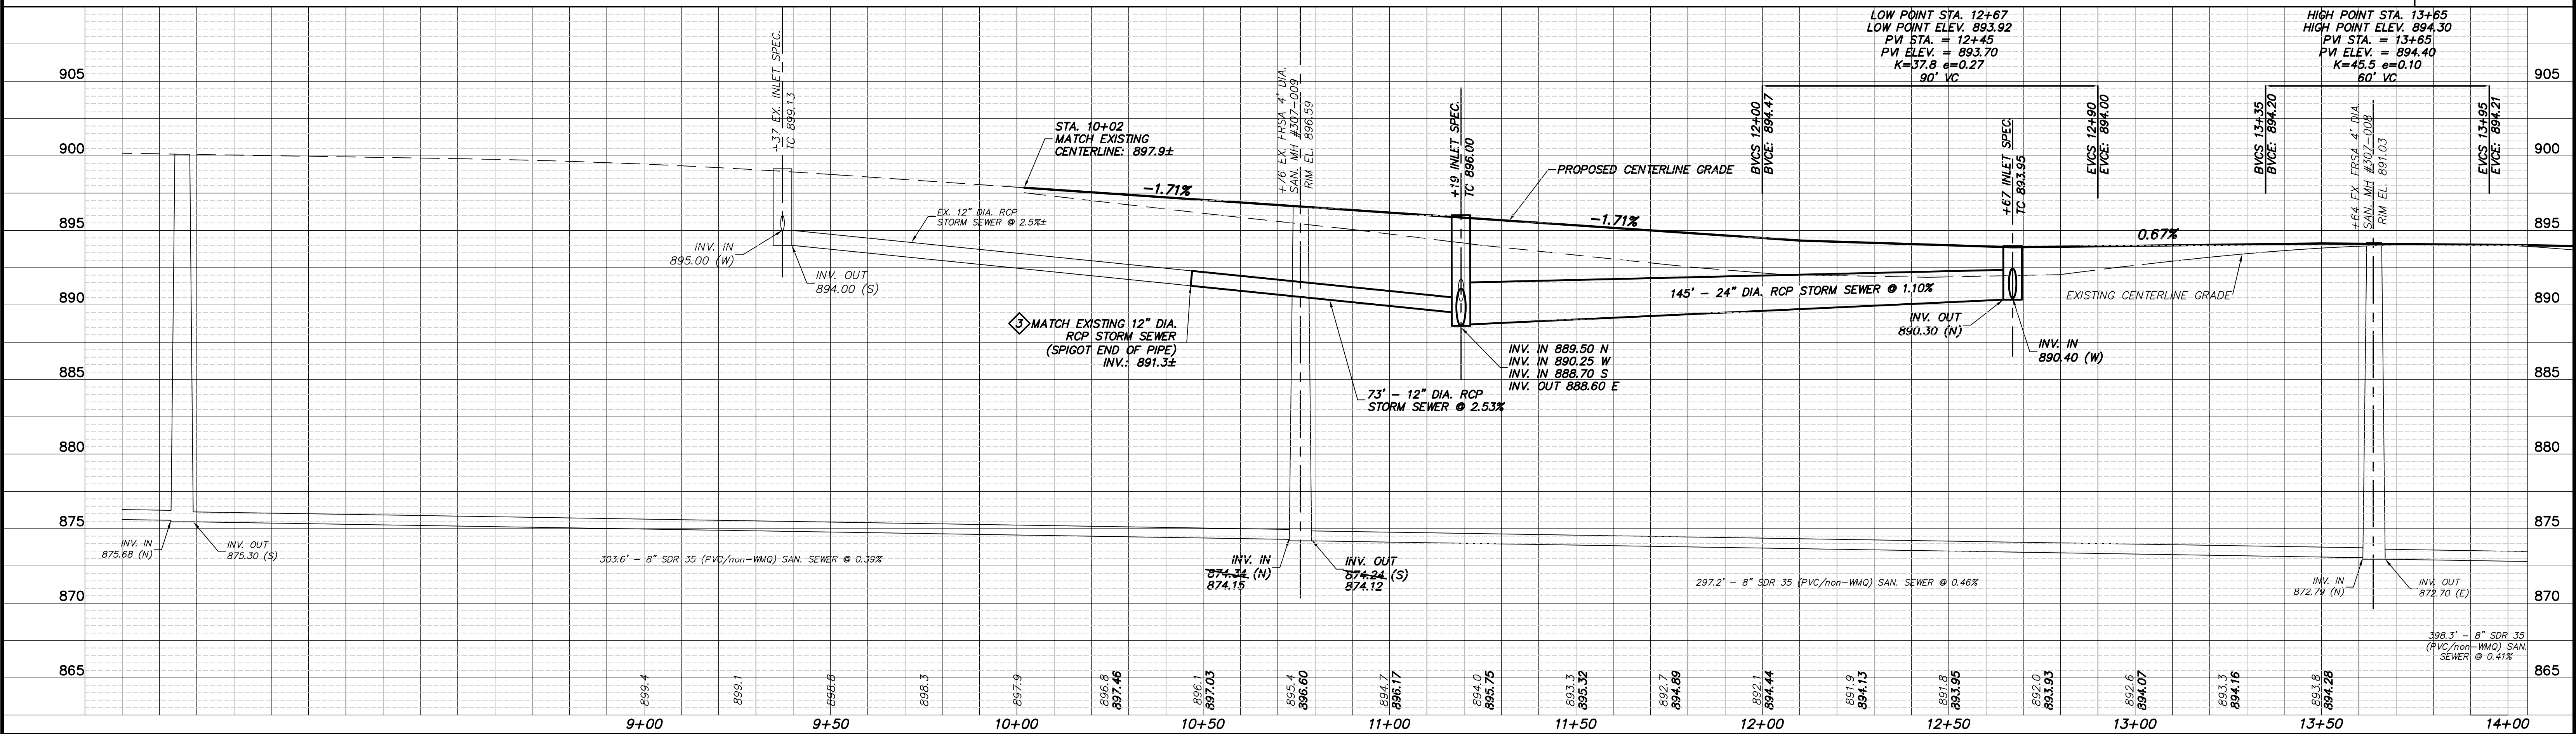 LOW POINT STA. 12+67
LOW POINT ELEV. 893.92
PVI STA. = 12+45
PVI ELEV. = 893.70
K=37.8 e=0.27
90' VC
HIGH POINT STA. 13+65
HIGH POINT ELEV. 894.30
PVI STA. = 13+65
PVI ELEV. = 894.40
K=45.5 e=0.10
60' VC
905
900
895
890
885
880
875
870
865
+37 EX. INLET SPEC.
TC 899.13
INV. IN
895.00 (W)
INV. OUT
894.00 (S)
EX. 12" DIA. RCP
STORM SEWER @ 2.5%±
STA. 10+02
MATCH EXISTING
CENTERLINE: 897.9±
-1.71%
3
MATCH EXISTING 12" DIA.
RCP STORM SEWER
(SPIGOT END OF PIPE)
INV.: 891.3±
+76 EX. FRSA 4' DIA.
SAN. MH #307-009
RIM EL. 896.59
73' - 12" DIA. RCP
STORM SEWER @ 2.53%
+19 INLET SPEC.
TC 896.00
INV. IN 889.50 N
INV. IN 890.25 W
INV. IN 888.70 S
INV. OUT 888.60 E
PROPOSED CENTERLINE GRADE
-1.71%
145' - 24" DIA. RCP STORM SEWER @ 1.10%
BVCS 12+00
BVCE: 894.47
INV. OUT
890.30 (N)
+67 INLET SPEC.
TC 893.95
INV. IN
890.40 (W)
EVCS 12+90
EVCE: 894.00
0.67%
EXISTING CENTERLINE GRADE
BVCS 13+35
BVCE: 894.20
+64 EX. FRSA 4' DIA.
SAN. MH #307-008
RIM EL. 891.03
EVCS 13+95
EVCE: 894.21
905
900
895
890
885
880
875
870
865
INV. IN
875.68 (N)
INV. OUT
875.30 (S)
303.6' - 8" SDR 35 (PVC/non-WMQ) SAN. SEWER @ 0.39%
INV. IN
874.34 (N)
874.15
INV. OUT
874.24 (S)
874.12
297.2' - 8" SDR 35 (PVC/non-WMQ) SAN. SEWER @ 0.46%
INV. IN
872.79 (N)
INV. OUT
872.70 (E)
398.3' - 8" SDR 35
(PVC/non-WMQ) SAN.
SEWER @ 0.41%
899.4
899.1
898.8
898.3
897.9
896.8
897.46
896.1
897.03
895.4
896.60
894.7
896.17
894.0
895.75
893.3
895.32
892.7
894.89
892.1
894.44
891.9
894.13
891.8
893.95
892.0
893.93
892.6
894.07
893.3
894.16
893.8
894.28
9+00
9+50
10+00
10+50
11+00
11+50
12+00
12+50
13+00
13+50
14+00